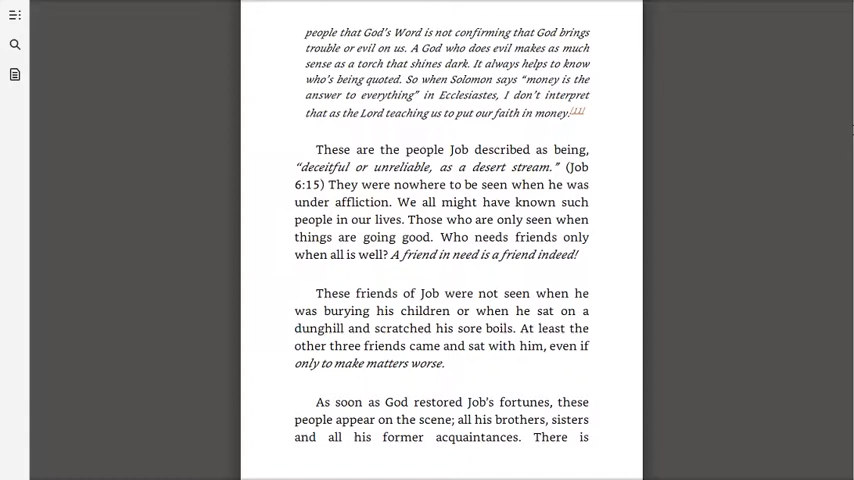 people that God's Word is not confirming that God brings
trouble or evil on us. A God who does evil makes as much
sense as a torch that shines dark. It always helps to know
who's being quoted. So when Solomon says “money is the
answer to everything” in Ecclesiastes, I don't interpret
that as the Lord teaching us to put our faith in money.[11]
These are the people Job described as being,
“deceitful or unreliable, as a desert stream.” (Job
6:15) They were nowhere to be seen when he was
under affliction. We all might have known such
people in our lives. Those who are only seen when
things are going good. Who needs friends only
when all is well? A friend in need is a friend indeed!
These friends of Job were not seen when he
was burying his children or when he sat on a
dunghill and scratched his sore boils. At least the
other three friends came and sat with him, even if
only to make matters worse.
As soon as God restored Job's fortunes, these
people appear on the scene; all his brothers, sisters
and all his former acquaintances. There is